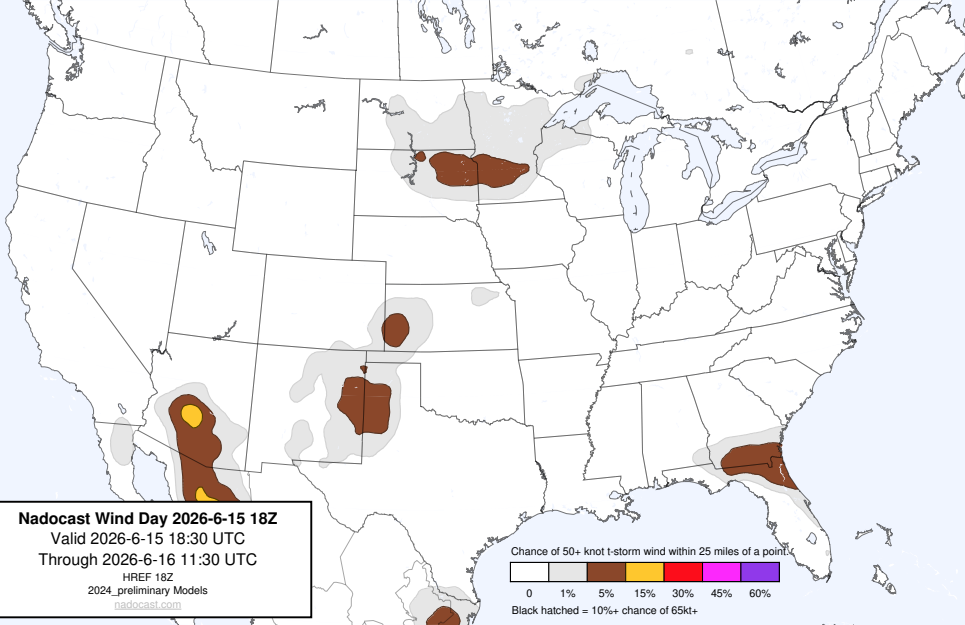 Nadocast Wind Day 2026-6-15 18Z
Valid 2026-6-15 18:30 UTC
Through 2026-6-16 11:30 UTC
HREF 18Z
2024_preliminary Models
nadocast.com
Chance of 50+ knot t-storm wind within 25 miles of a point.
0 1% 5% 15% 30% 45% 60%
Black hatched = 10%+ chance of 65kt+